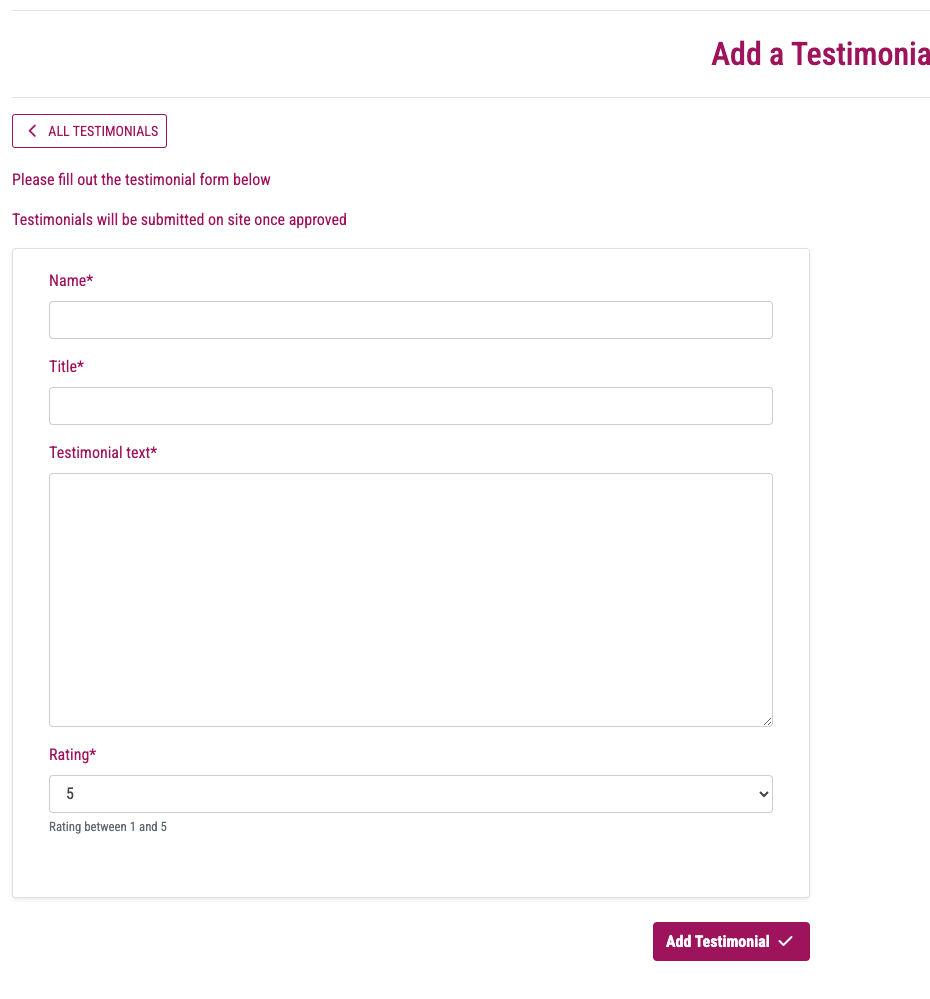 Add a Testimonia
ALL TESTIMONIALS
Please fill out the testimonial form below
Testimonials will be submitted on site once approved
Name*
Title*
Testimonial text*
Rating*
5
Rating between 1 and 5
Add Testimonial